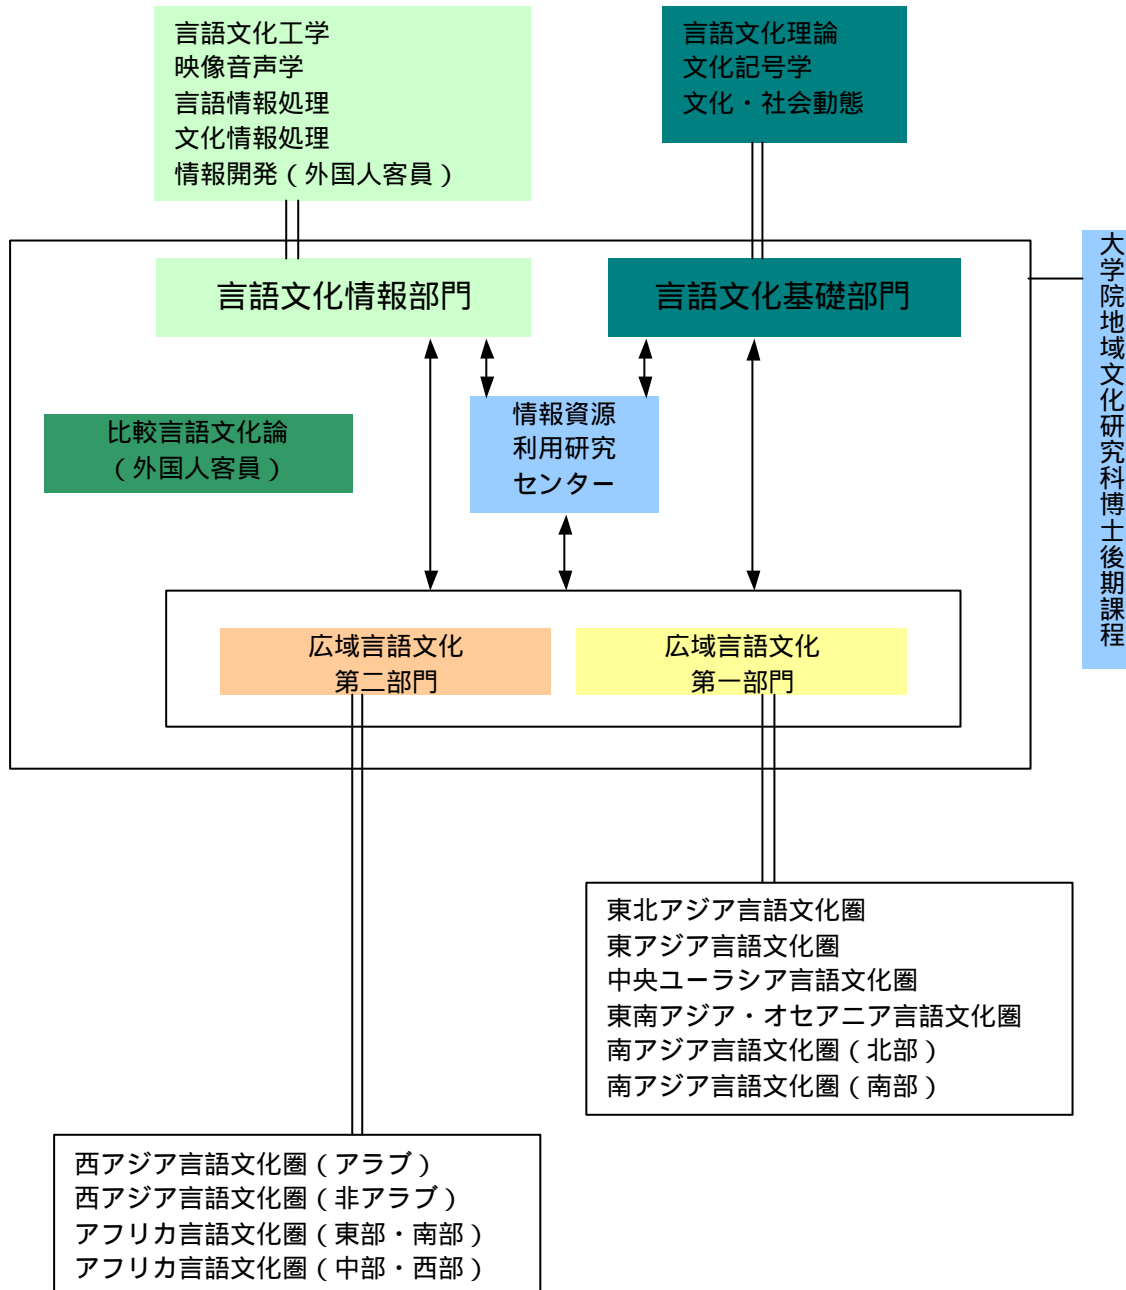 言語文化工学
映像音声学
言語情報処理
文化情報処理
情報開発（外国人客員）
言語文化理論
文化記号学
文化・社会動態
言語文化情報部門
言語文化基礎部門
大学院地域文化研究科博士後期課程
比較言語文化論
（外国人客員）
情報資源
利用研究
センター
広域言語文化
第二部門
広域言語文化
第一部門
東北アジア言語文化圏
東アジア言語文化圏
中央ユーラシア言語文化圏
東南アジア・オセアニア言語文化圏
南アジア言語文化圏（北部）
南アジア言語文化圏（南部）
西アジア言語文化圏（アラブ）
西アジア言語文化圏（非アラブ）
アフリカ言語文化圏（東部・南部）
アフリカ言語文化圏（中部・西部）